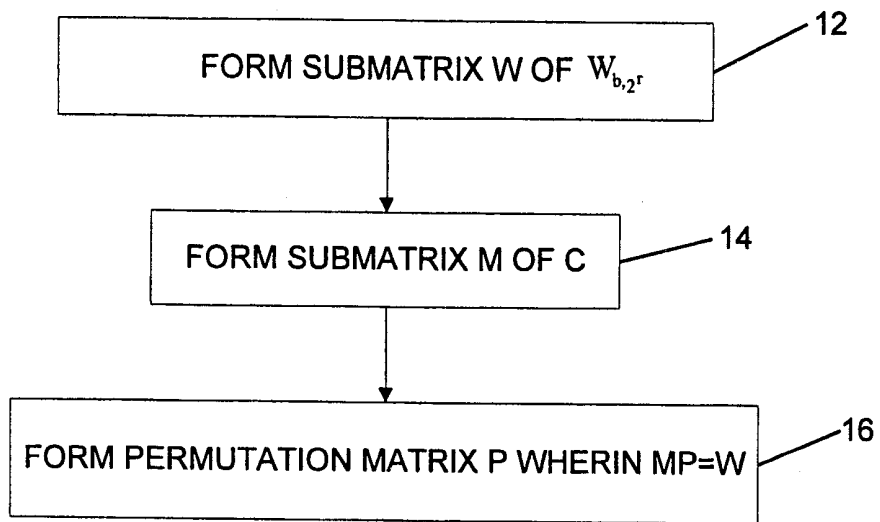 12
FORM SUBMATRIX W OF W_{b,2^r}
14
FORM SUBMATRIX M OF C
16
FORM PERMUTATION MATRIX P WHERIN MP=W